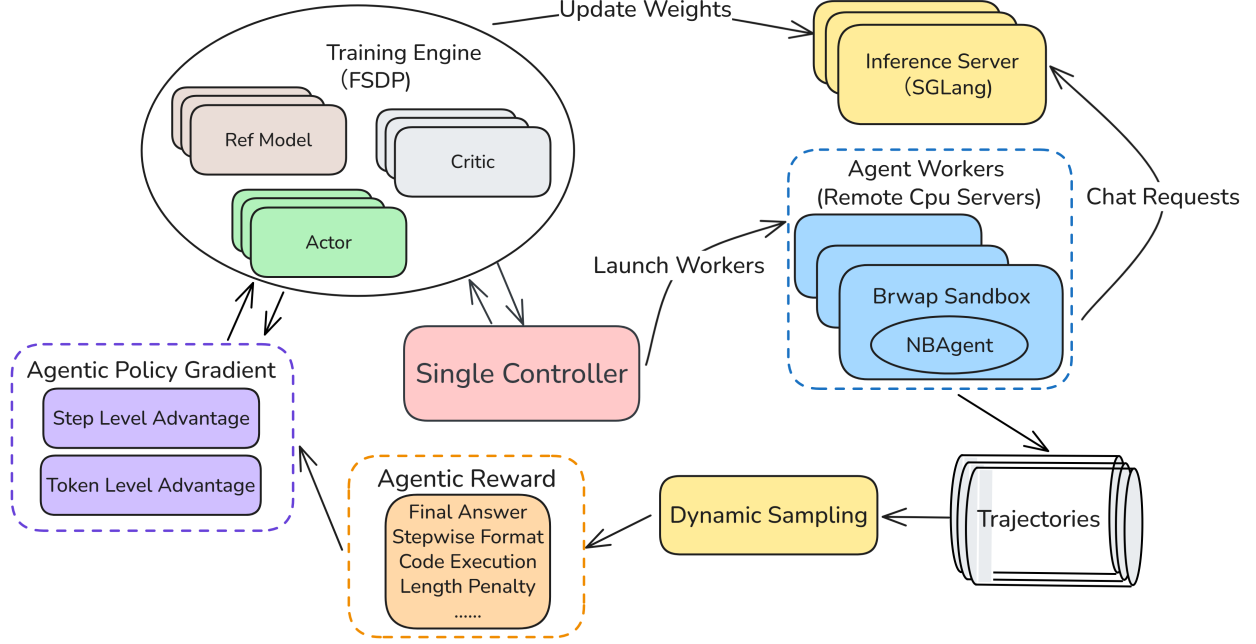 Update Weights
Training Engine
（FSDP)
Inference Server
（SGLang)
Ref Model
Critic
Actor
Agent Workers
(Remote Cpu Servers)
Chat Requests
Launch Workers
Brwap Sandbox
NBAgent
Single Controller
Agentic Policy Gradient
Step Level Advantage
Token Level Advantage
Agentic Reward
Final Answer
Stepwise Format
Code Execution
Length Penalty
......
Dynamic Sampling
Trajectories